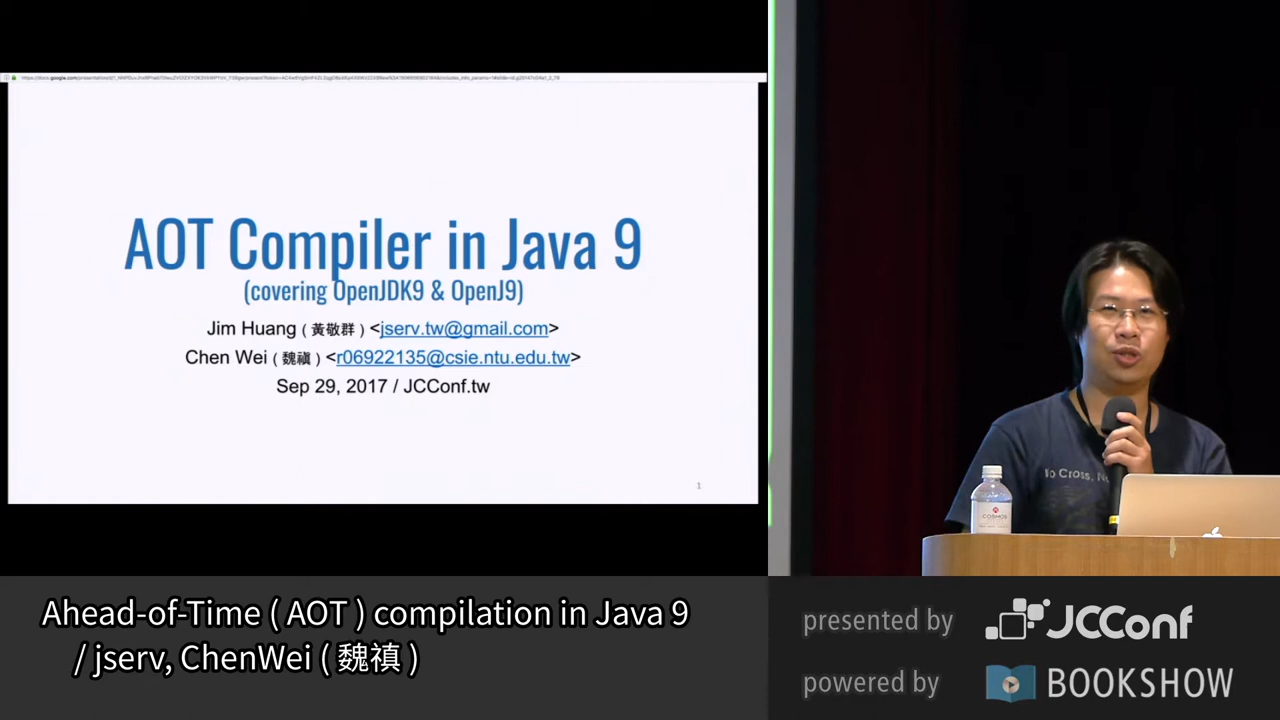 AOT Compiler in Java 9
(covering OpenJDK9 & OpenJ9)
Jim Huang ( 黃敬群 ) <jserv.tw@gmail.com>
Chen Wei ( 魏禛 ) <r06922135@csie.ntu.edu.tw>
Sep 29, 2017 / JCConf.tw
1
COSMOS
Ahead-of-Time ( AOT ) compilation in Java 9
/ jserv, ChenWei ( 魏禛 )
presented by JCConf
powered by BOOKSHOW